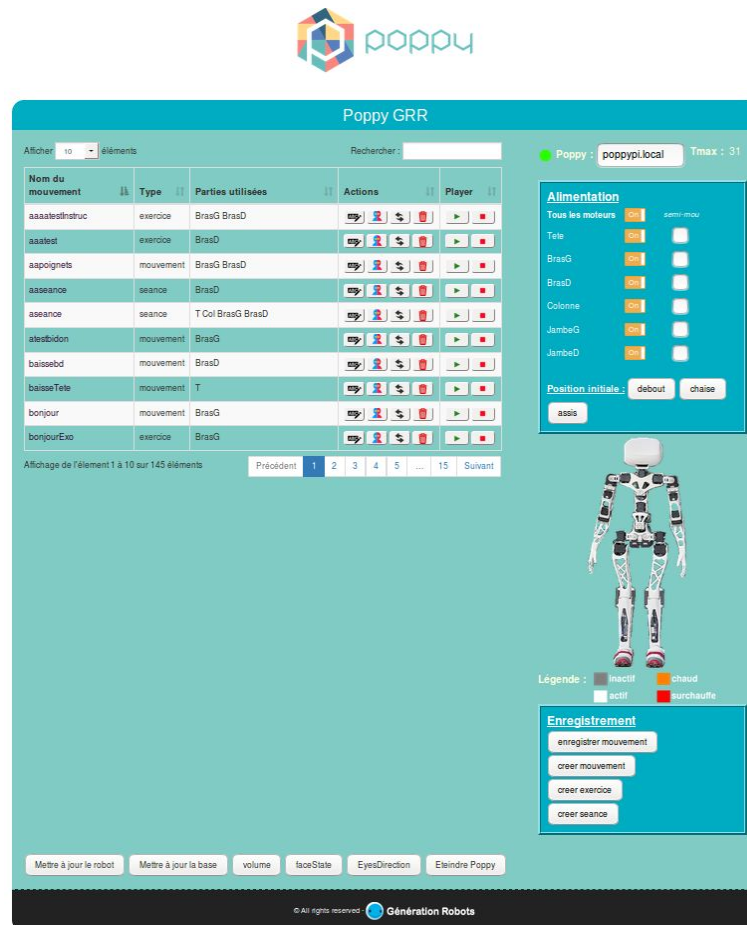 poppy
Poppy GRR
Afficher 10 éléments
Rechercher :
Poppy : poppypi.local Tmax : 31
Nom du
mouvement Type Parties utilisées Actions Player
aaaatestInstruc exercice BrasG BrasD
aaatest exercice BrasD
aapoignets mouvement BrasG BrasD
aaseance seance BrasD
aseance seance T Col BrasG BrasD
atestbidon mouvement BrasG
baissebd mouvement BrasD
baisseTete mouvement T
bonjour mouvement BrasG
bonjourExo exercice BrasG
Affichage de l'élement 1 à 10 sur 145 éléments
Précédent 1 2 3 4 5 ... 15 Suivant
Alimentation
Tous les moteurs On semi-mou
Tete On
BrasG On
BrasD On
Colonne On
JambeG On
JambeD On
Position initiale : debout chaise
assis
Légende : inactif chaud
actif surchauffe
Enregistrement
enregistrer mouvement
creer mouvement
creer exercice
creer seance
Mettre à jour le robot Mettre à jour la base volume faceState EyesDirection Eteindre Poppy
© All rights reserved - Génération Robots